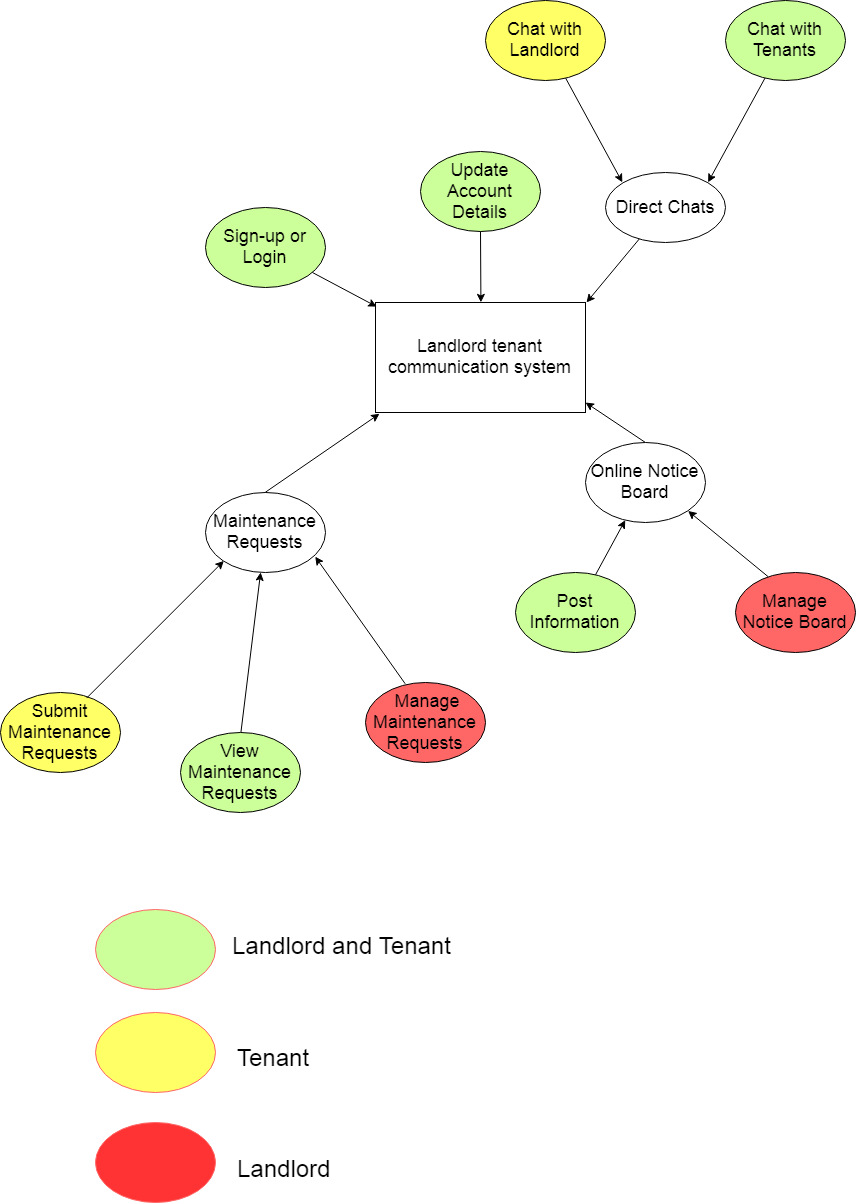 Chat with
Landlord
Chat with
Tenants
Update
Account
Details
Direct Chats
Sign-up or
Login
Landlord tenant
communication system
Online Notice
Board
Maintenance
Requests
Post
Information
Manage
Notice Board
Submit
Maintenance
Requests
Manage
Maintenance
Requests
View
Maintenance
Requests
Landlord and Tenant
Tenant
Landlord